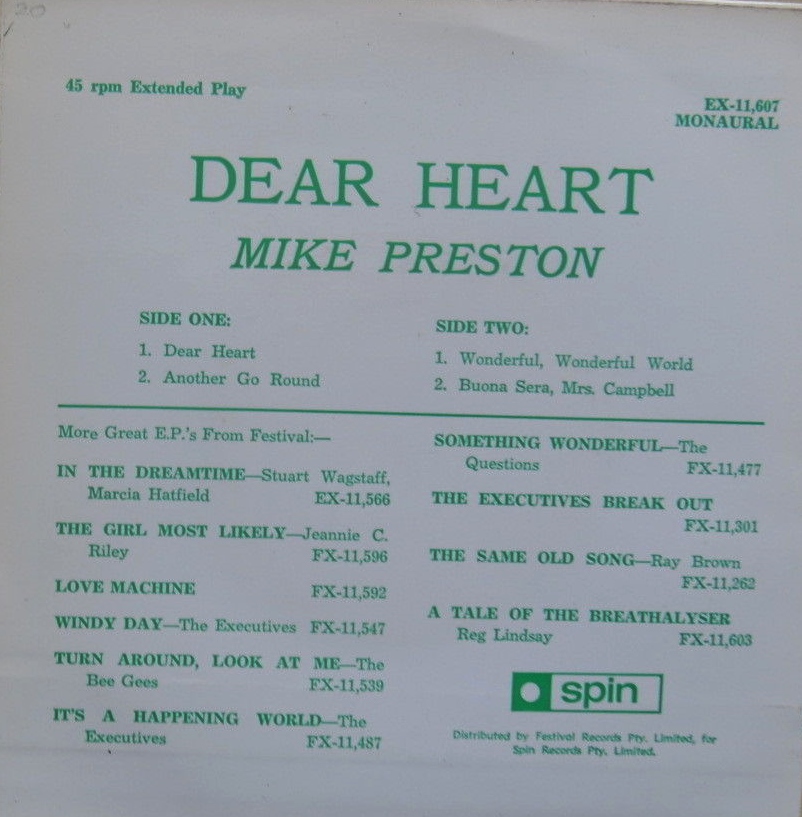 20
45 rpm Extended Play
EX-11,607
MONAURAL
DEAR HEART
MIKE PRESTON
SIDE ONE:
1. Dear Heart
2. Another Go Round
SIDE TWO:
1. Wonderful, Wonderful World
2. Buona Sera, Mrs. Campbell
More Great E.P.'s From Festival:—
IN THE DREAMTIME—Stuart Wagstaff,
Marcia Hatfield EX-11,566
THE GIRL MOST LIKELY—Jeannie C.
Riley FX-11,596
LOVE MACHINE FX-11,592
WINDY DAY—The Executives FX-11,547
TURN AROUND, LOOK AT ME—The
Bee Gees FX-11,539
IT'S A HAPPENING WORLD—The
Executives FX-11,487
SOMETHING WONDERFUL—The
Questions FX-11,477
THE EXECUTIVES BREAK OUT
FX-11,301
THE SAME OLD SONG—Ray Brown
FX-11,262
A TALE OF THE BREATHALYSER
Reg Lindsay FX-11,603
spin
Distributed by Festival Records Pty. Limited, for
Spin Records Pty. Limited.